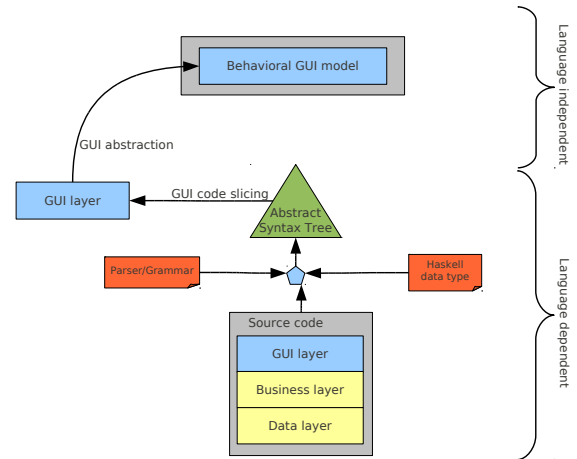 Behavioral GUI model
Language independent
GUI abstraction
GUI layer
GUI code slicing
Abstract
Syntax Tree
Parser/Grammar
Haskell
data type
Language dependent
Source code
GUI layer
Business layer
Data layer